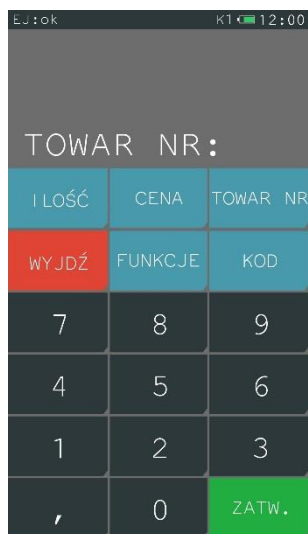 EJ:ok K1 12:00
TOWAR NR:
ILOŚĆ CENA TOWAR NR
WYJDŹ FUNKCJE KOD
7 8 9
4 5 6
1 2 3
, 0 ZATW.